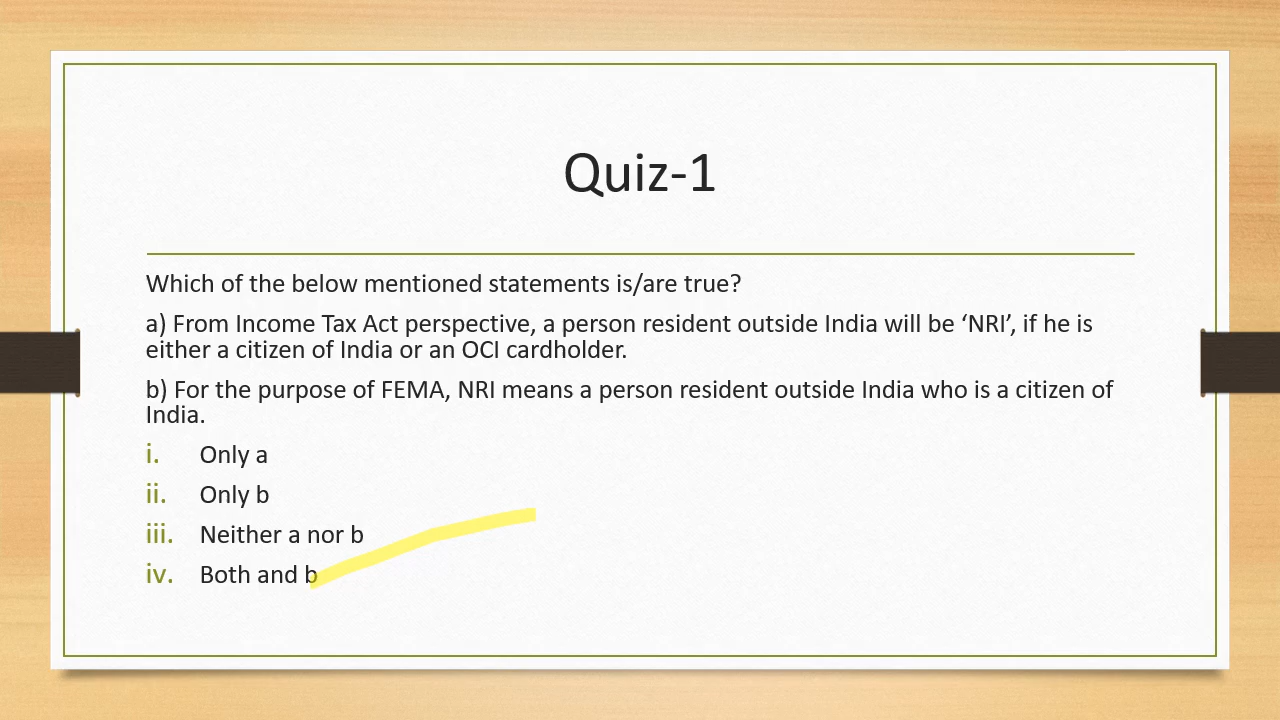 Quiz-1
Which of the below mentioned statements is/are true?
a) From Income Tax Act perspective, a person resident outside India will be ‘NRI’, if he is
either a citizen of India or an OCI cardholder.
b) For the purpose of FEMA, NRI means a person resident outside India who is a citizen of
India.
i. Only a
ii. Only b
iii. Neither a nor b
iv. Both and b